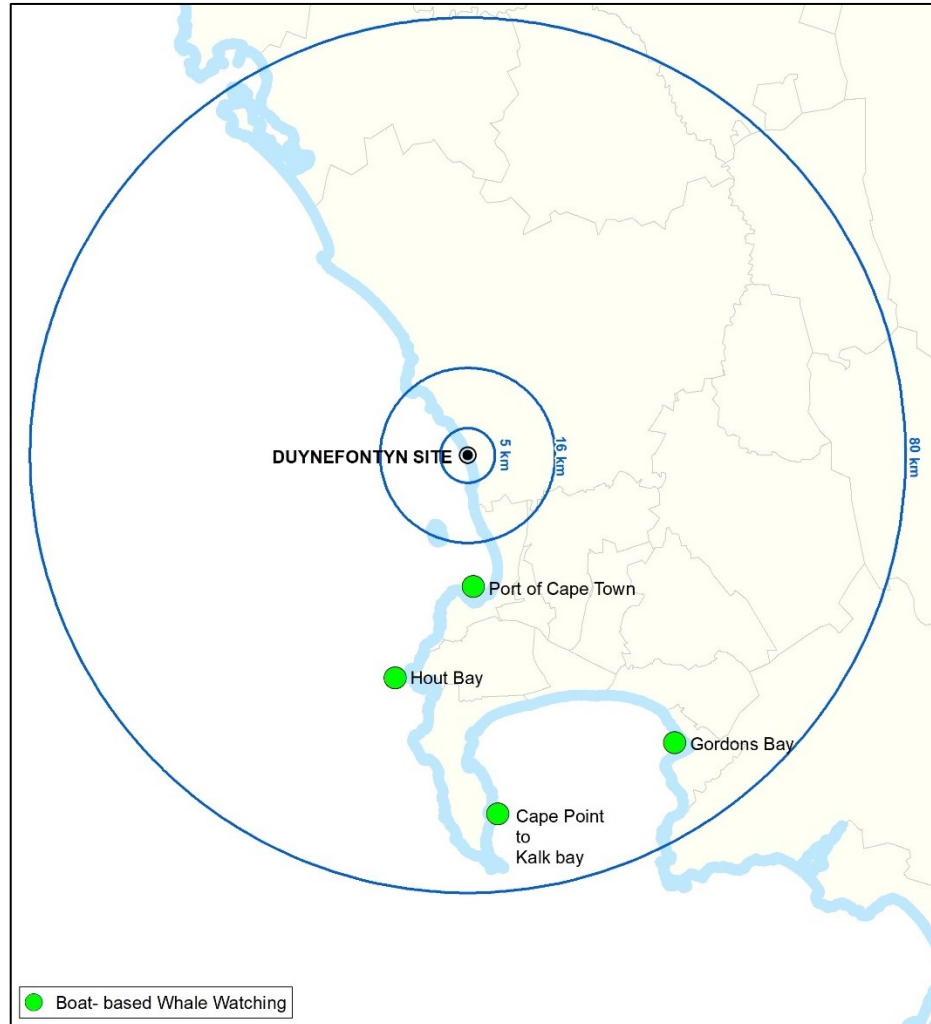 DUYNEFONTYN SITE
5 km
16 km
80 km
Port of Cape Town
Hout Bay
Gordons Bay
Cape Point
to
Kalk bay
Boat- based Whale Watching